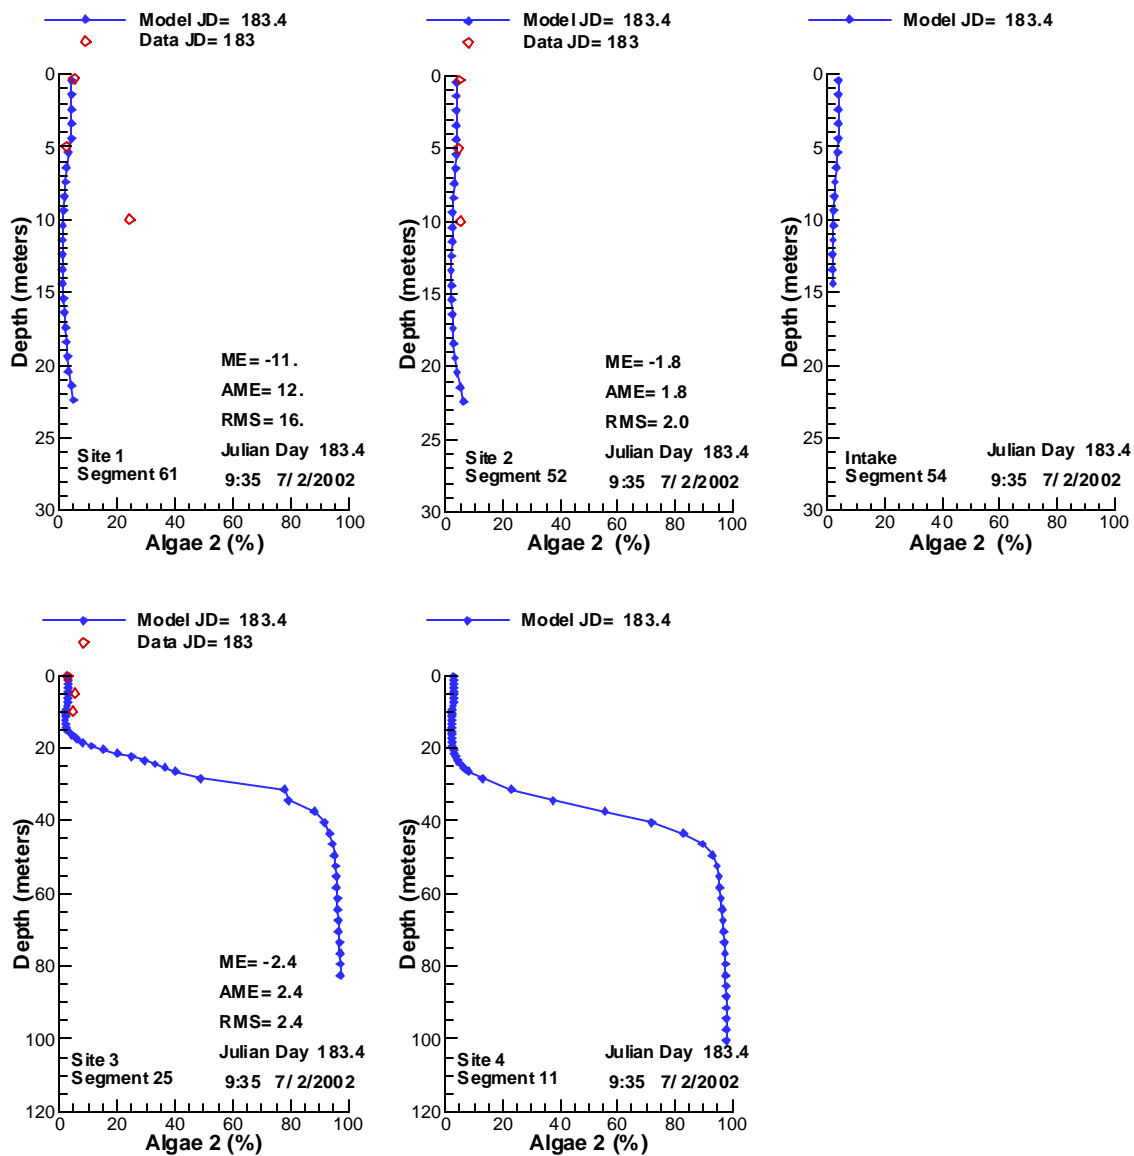 Model JD= 183.4
Data JD= 183
0
5
10
15
20
25
30
Depth (meters)
ME= -11.
AME= 12.
RMS= 16.
Julian Day 183.4
Site 1
Segment 61
9:35 7/ 2/2002
0 20 40 60 80 100
Algae 2 (%)
Model JD= 183.4
Data JD= 183
0
5
10
15
20
25
30
Depth (meters)
ME= -1.8
AME= 1.8
RMS= 2.0
Julian Day 183.4
Site 2
Segment 52
9:35 7/ 2/2002
0 20 40 60 80 100
Algae 2 (%)
Model JD= 183.4
0
5
10
15
20
25
30
Depth (meters)
Julian Day 183.4
Intake
Segment 54
9:35 7/ 2/2002
0 20 40 60 80 100
Algae 2 (%)
Model JD= 183.4
Data JD= 183
0
20
40
60
80
100
120
Depth (meters)
ME= -2.4
AME= 2.4
RMS= 2.4
Julian Day 183.4
Site 3
Segment 25
9:35 7/ 2/2002
0 20 40 60 80 100
Algae 2 (%)
Model JD= 183.4
0
20
40
60
80
100
120
Depth (meters)
Julian Day 183.4
Site 4
Segment 11
9:35 7/ 2/2002
0 20 40 60 80 100
Algae 2 (%)